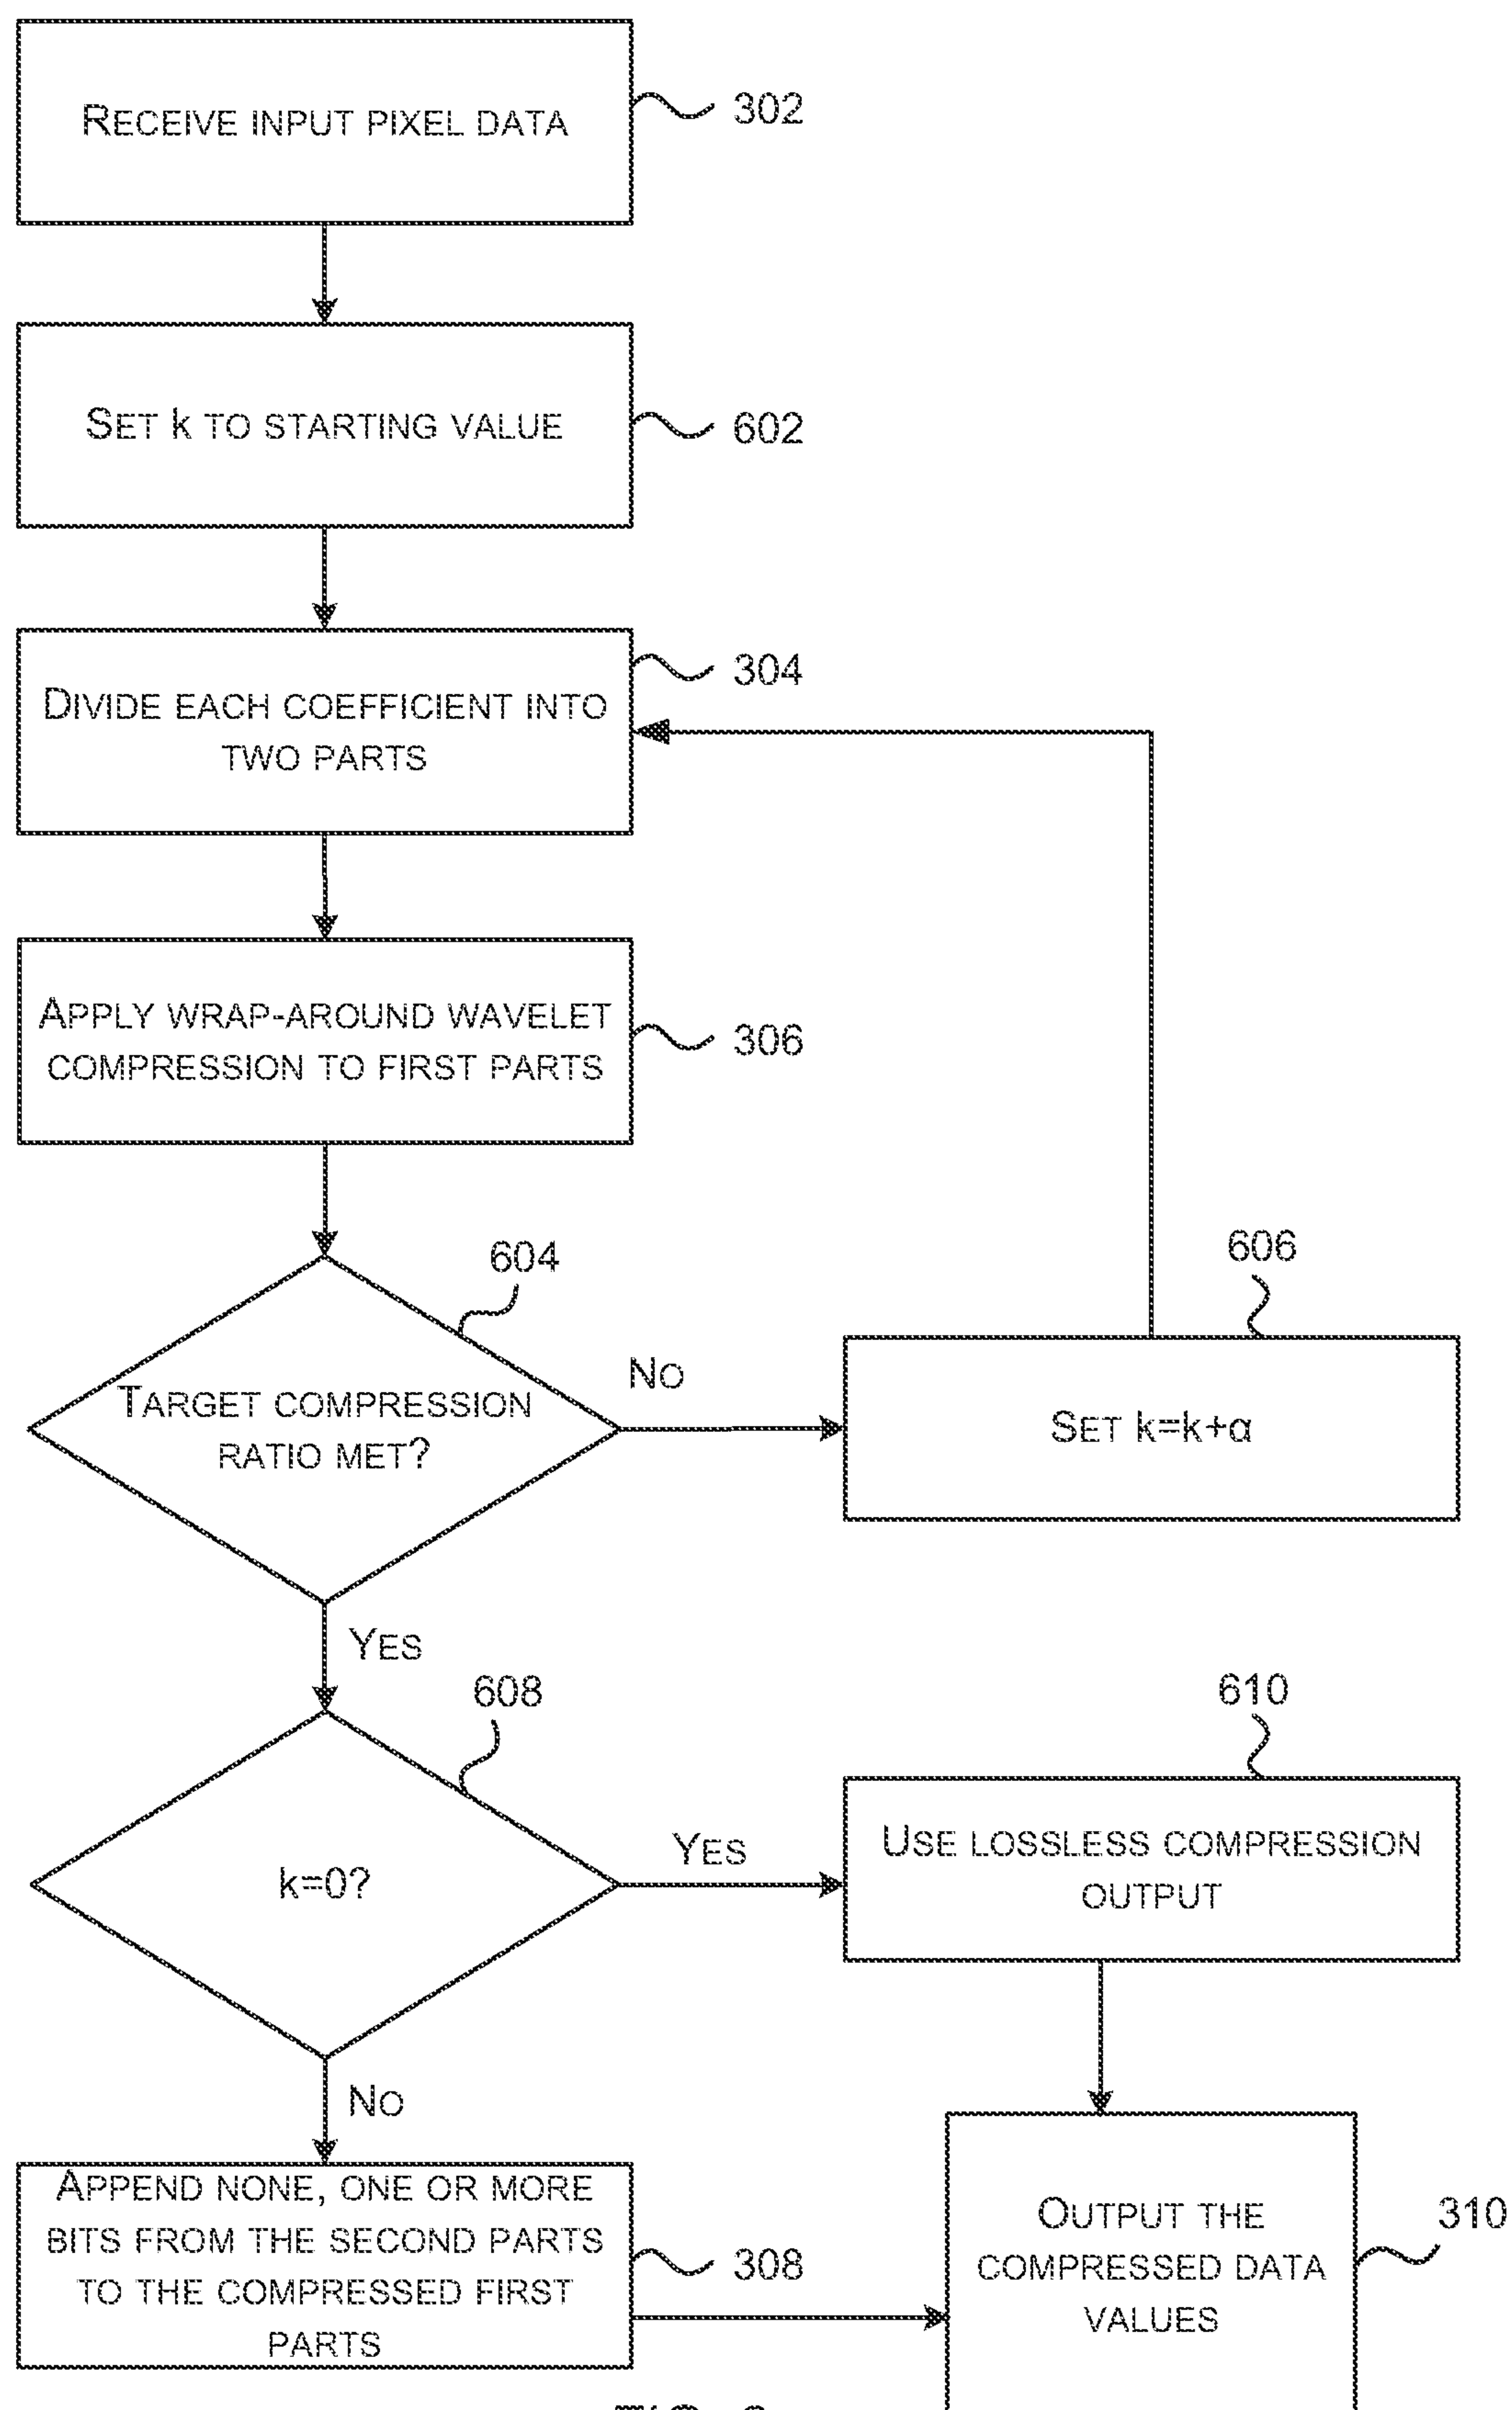 RECEIVE INPUT PIXEL DATA
302
SET k TO STARTING VALUE
602
304
DIVIDE EACH COEFFICIENT INTO
TWO PARTS
APPLY WRAP-AROUND WAVELET
COMPRESSION TO FIRST PARTS
306
604
606
NO
TARGET COMPRESSION
RATIO MET?
SET k=k+α
YES
608
610
YES
k=0?
USE LOSSLESS COMPRESSION
OUTPUT
NO
APPEND NONE, ONE OR MORE
BITS FROM THE SECOND PARTS
TO THE COMPRESSED FIRST
PARTS
308
OUTPUT THE
COMPRESSED DATA
VALUES
310